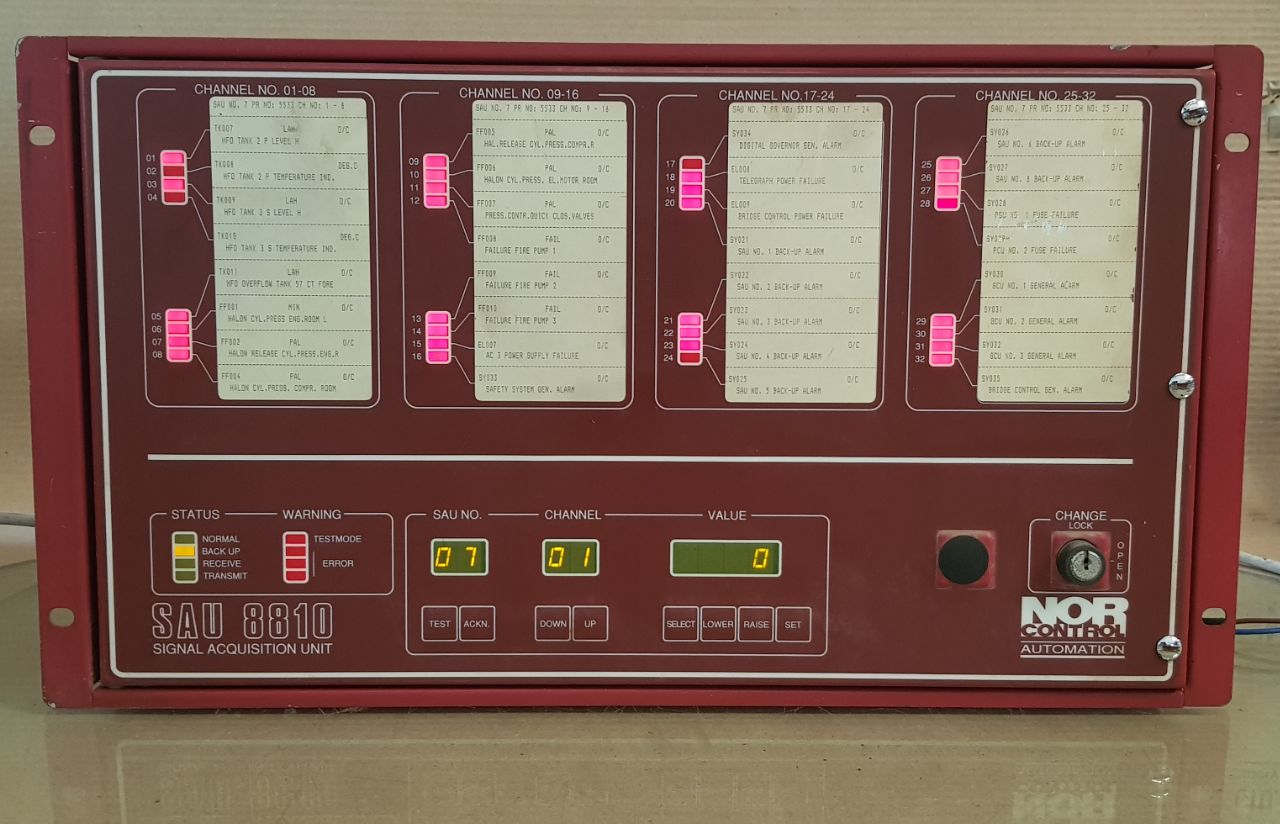 CHANNEL NO. 01-08
SAU NO. 7 PR NO: 5533 CH NO: 1 - 8
TK007 LAH O/C
HFO TANK 2 P LEVEL H
TK008 DEG.C
HFO TANK 2 P TEMPERATURE IND.
TK009 LAH O/C
HFO TANK 3 S LEVEL H
TK010 DEG.C
HFO TANK 3 S TEMPERATURE IND.
TK011 LAH O/C
HFO OVERFLOW TANK 57 CT FORE
FF001 MIN O/C
HALON CYL.PRESS ENG.ROOM L
FF002 PAL O/C
HALON RELEASE CYL.PRESS.ENG.R
FF004 PAL O/C
HALON CYL.PRESS. COMPR. ROOM
01
02
03
04
05
06
07
08
CHANNEL NO. 09-16
SAU NO. 7 PR NO: 5533 CH NO: 9 - 16
FF005 PAL O/C
HAL.RELEASE CYL.PRESS.COMPR.R
FF006 PAL O/C
HALON CYL.PRESS. EL.MOTOR ROOM
FF007 PAL O/C
PRESS.CONTR.QUICK CLOS.VALVES
FF008 FAIL O/C
FAILURE FIRE PUMP 1
FF009 FAIL O/C
FAILURE FIRE PUMP 2
FF010 FAIL O/C
FAILURE FIRE PUMP 3
EL007 O/C
AC 3 POWER SUPPLY FAILURE
SY033 O/C
SAFETY SYSTEM GEN. ALARM
09
10
11
12
13
14
15
16
CHANNEL NO.17-24
SAU NO. 7 PR NO: 5533 CH NO: 17 - 24
SY034 O/C
DIGITAL GOVERNOR GEN. ALARM
EL008 O/C
TELEGRAPH POWER FAILURE
EL009 O/C
BRIDGE CONTROL POWER FAILURE
SY021 O/C
SAU NO. 1 BACK-UP ALARM
SY022 O/C
SAU NO. 2 BACK-UP ALARM
SY023 O/C
SAU NO. 3 BACK-UP ALARM
SY024 O/C
SAU NO. 4 BACK-UP ALARM
SY025 O/C
SAU NO. 5 BACK-UP ALARM
17
18
19
20
21
22
23
24
CHANNEL NO. 25-32
SAU NO. 7 PR NO: 5533 CH NO: 25 - 32
SY026 O/C
SAU NO. 6 BACK-UP ALARM
SY027 O/C
SAU NO. 8 BACK-UP ALARM
SY028 O/C
1 FUSE FAILURE
SY029 O/C
PCU NO. 2 FUSE FAILURE
SY030 O/C
GCU NO. 1 GENERAL ALARM
SY031 O/C
GCU NO. 2 GENERAL ALARM
SY032 O/C
GCU NO. 3 GENERAL ALARM
SY035 O/C
BRIDGE CONTROL GEN. ALARM
25
26
27
28
29
30
31
32
STATUS
NORMAL
BACK UP
RECEIVE
TRANSMIT
WARNING
TESTMODE
ERROR
SAU 8810
SIGNAL ACQUISITION UNIT
SAU NO. CHANNEL VALUE
07 01 0
TEST ACKN. DOWN UP SELECT LOWER RAISE SET
CHANGE
LOCK
OPEN
NOR
CONTROL
AUTOMATION